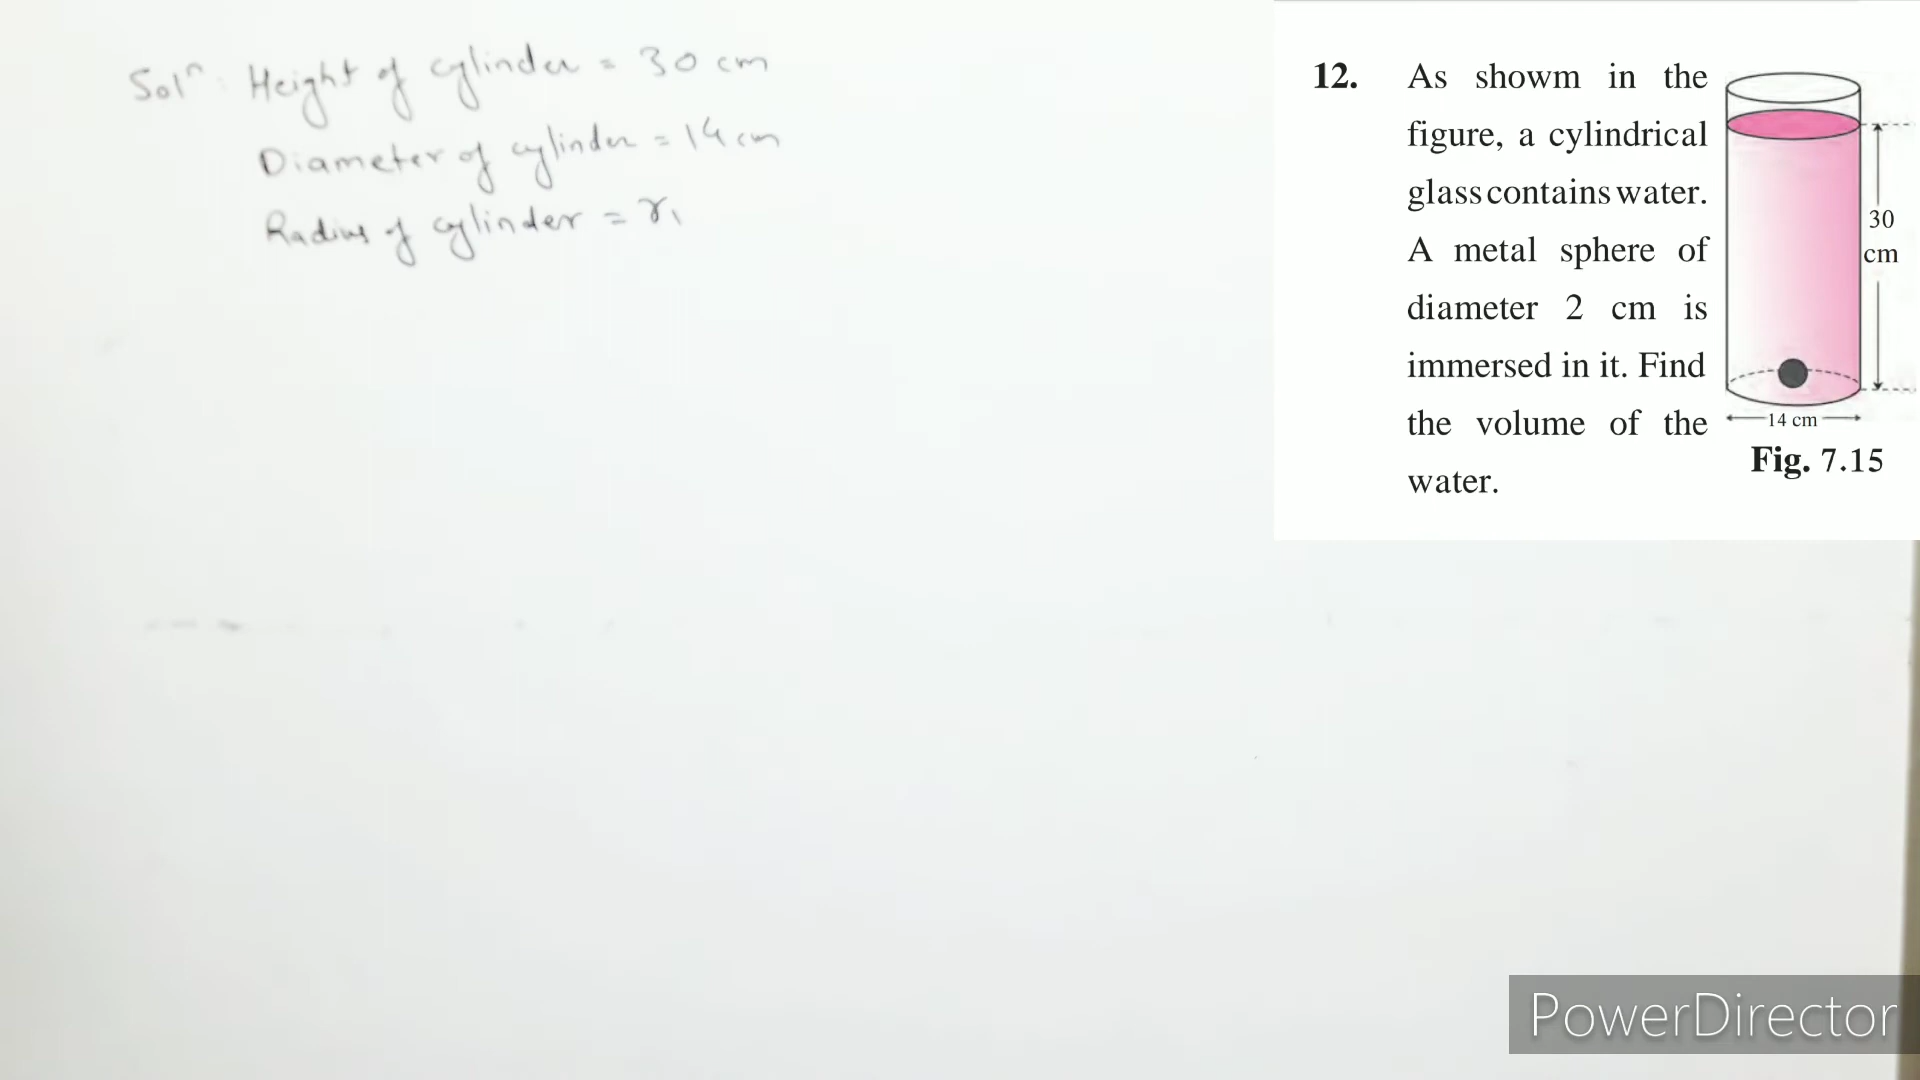 Solⁿ: Height of cylinder = 30 cm
Diameter of cylinder = 14 cm
Radius of cylinder = r₁
12. As showm in the
figure, a cylindrical
glass contains water.
A metal sphere of
diameter 2 cm is
immersed in it. Find
the volume of the
water.
30
cm
14 cm
Fig. 7.15
PowerDirector